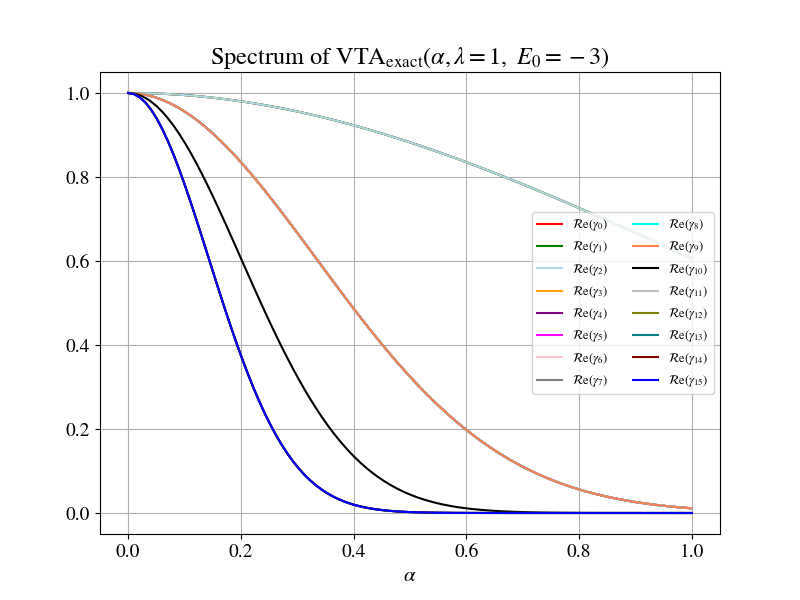 Spectrum of VTA_exact(α, λ = 1, E_0 = −3)
1.0
0.8
0.6
0.4
0.2
0.0
ℛe(γ_0) ℛe(γ_8)
ℛe(γ_1) ℛe(γ_9)
ℛe(γ_2) ℛe(γ_10)
ℛe(γ_3) ℛe(γ_11)
ℛe(γ_4) ℛe(γ_12)
ℛe(γ_5) ℛe(γ_13)
ℛe(γ_6) ℛe(γ_14)
ℛe(γ_7) ℛe(γ_15)
0.0 0.2 0.4 0.6 0.8 1.0
α